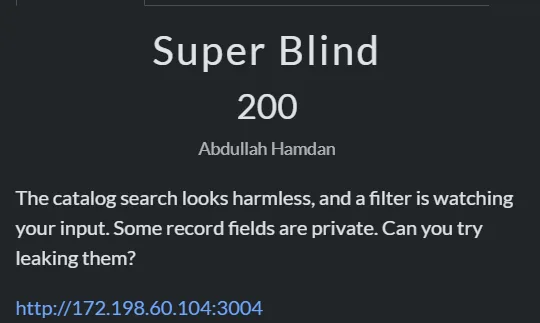 Super Blind
200
Abdullah Hamdan
The catalog search looks harmless, and a filter is watching
your input. Some record fields are private. Can you try
leaking them?
http://172.198.60.104:3004